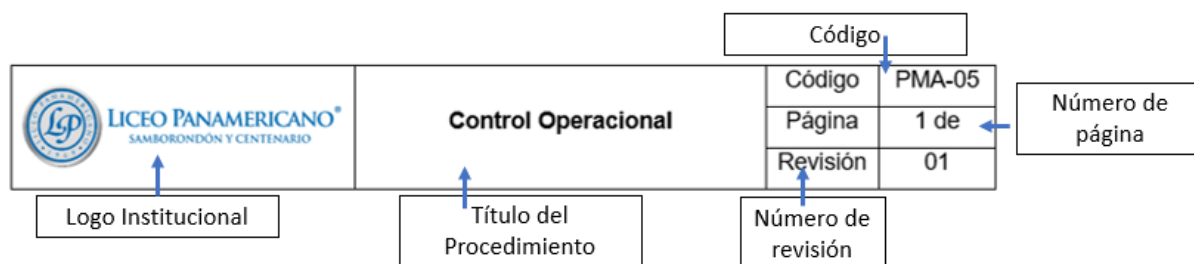 Código
LICEO PANAMERICANO®
SAMBORONDÓN Y CENTENARIO
Control Operacional
Código PMA-05
Página 1 de
Revisión 01
Número de
página
Logo Institucional
Título del
Procedimiento
Número de
revisión